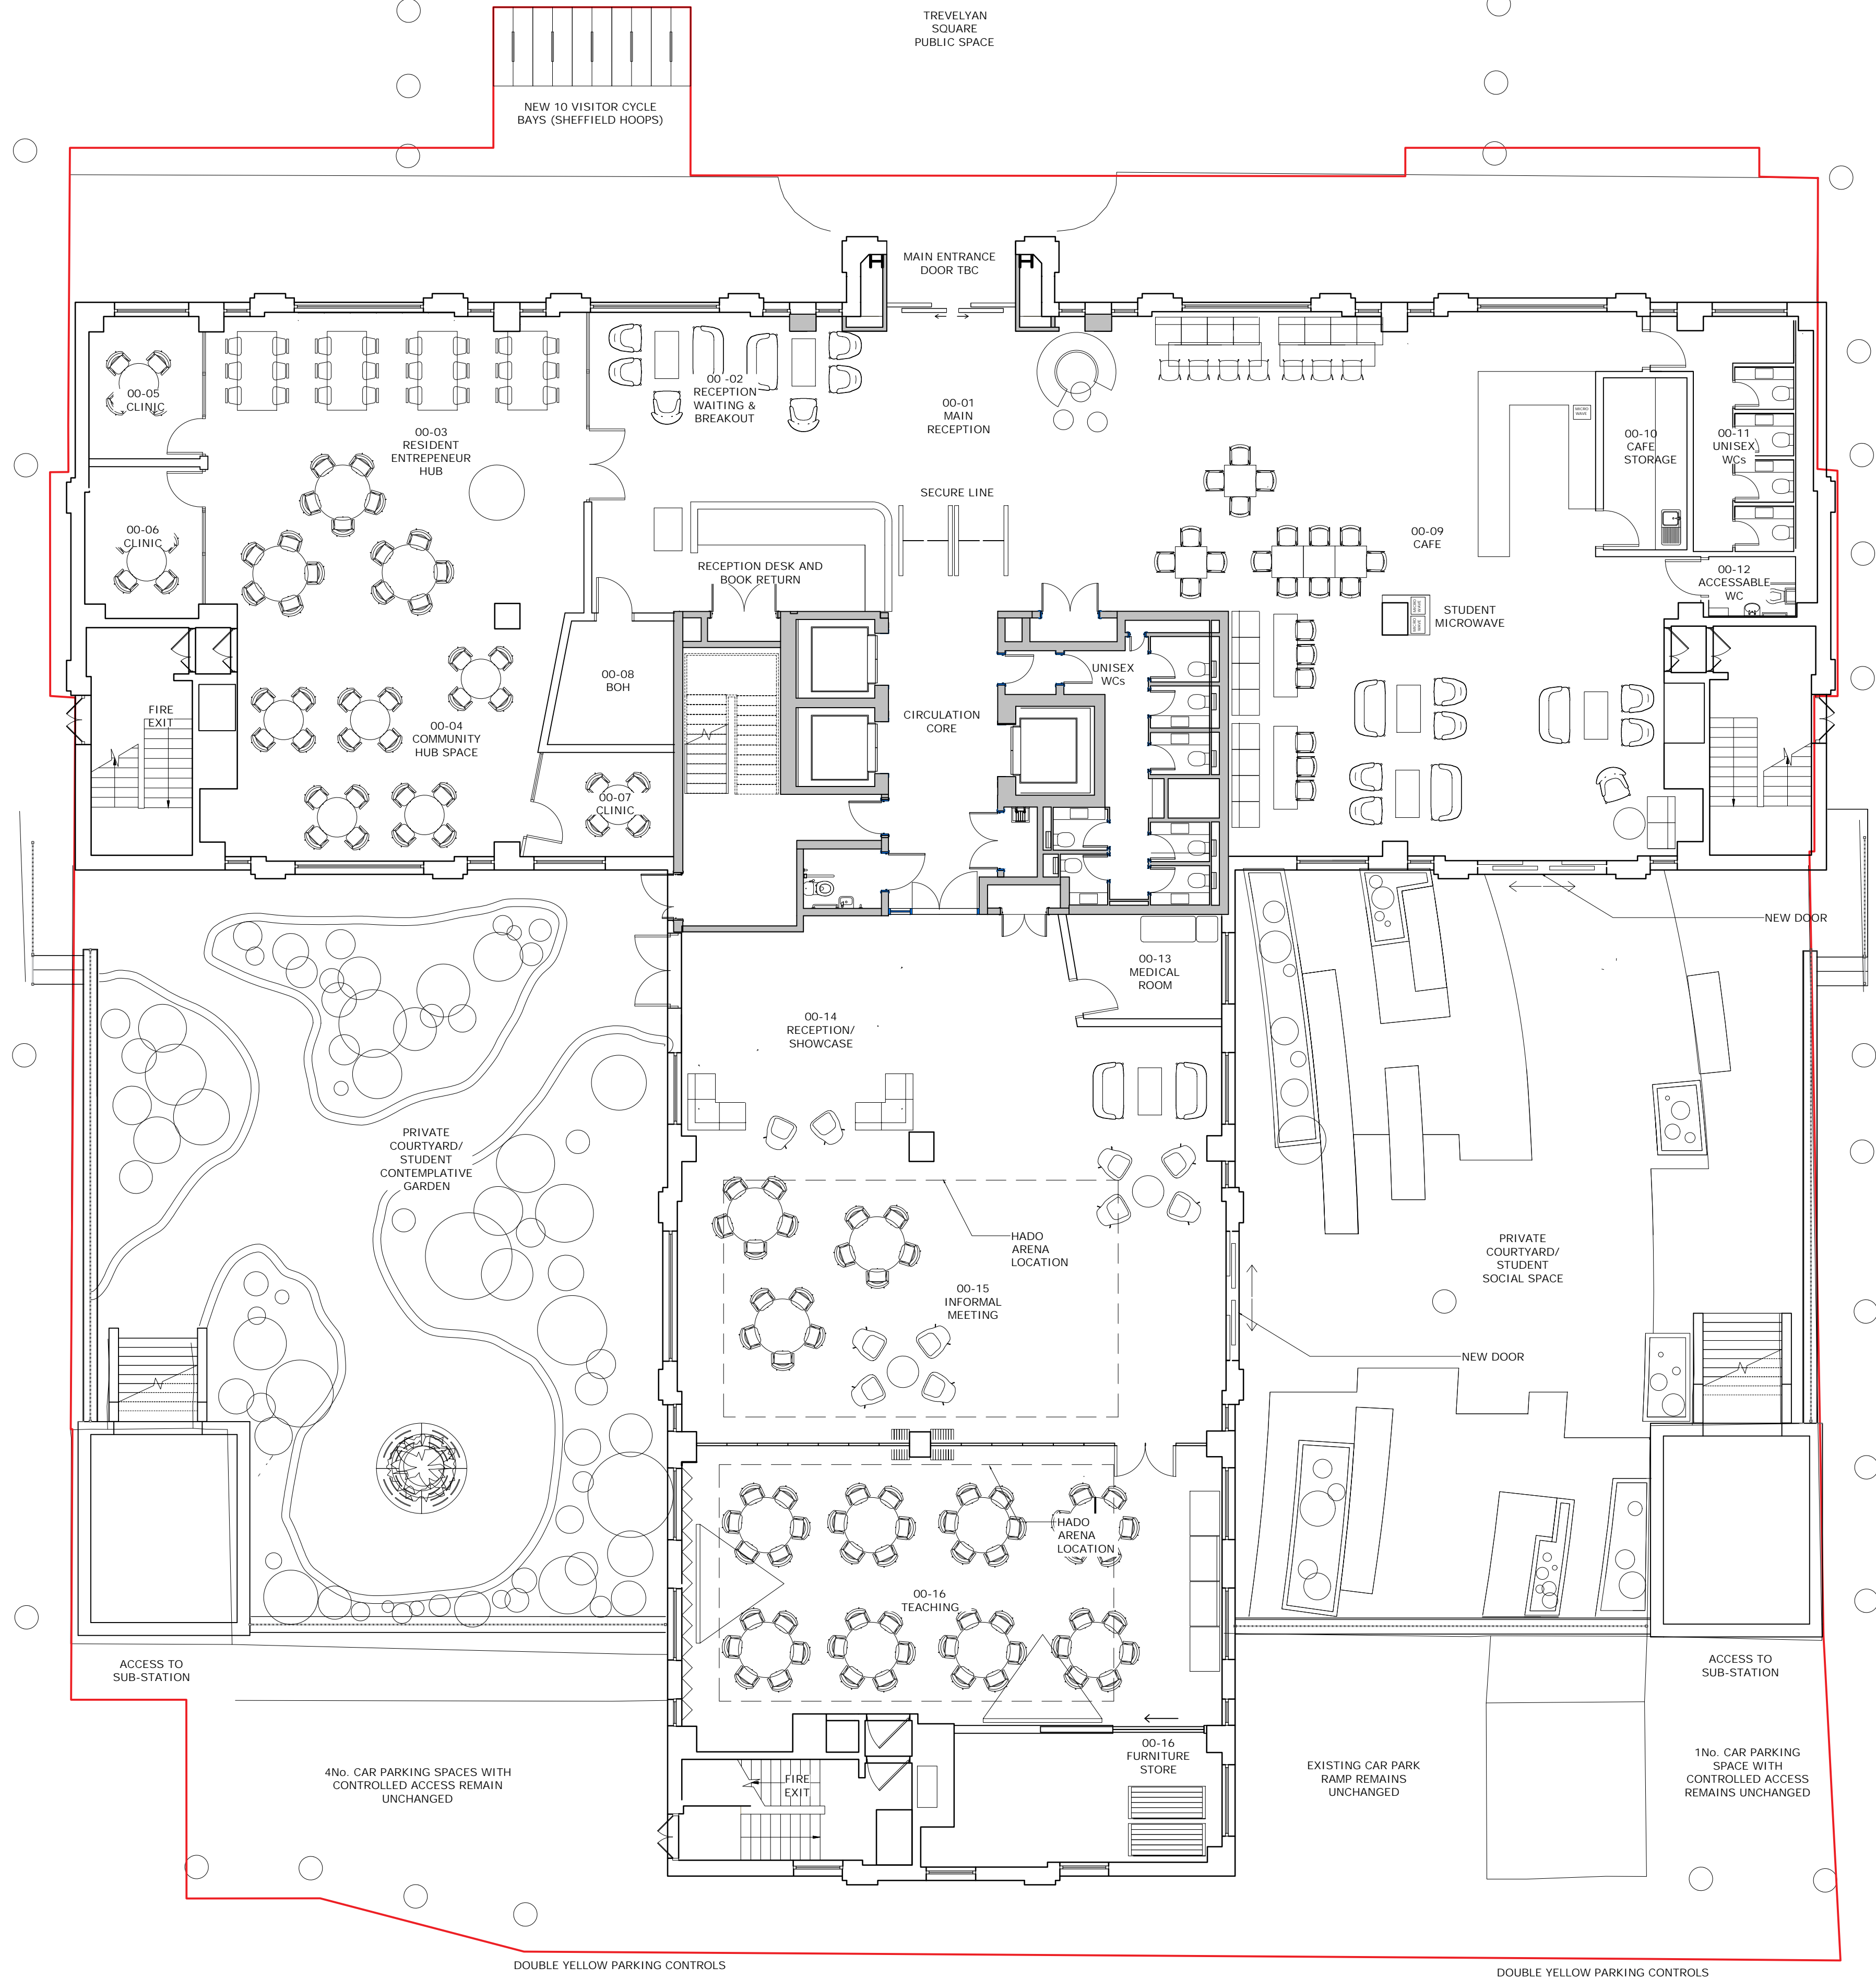 TREVELYAN
SQUARE
PUBLIC SPACE
NEW 10 VISITOR CYCLE
BAYS (SHEFFIELD HOOPS)
MAIN ENTRANCE
DOOR TBC
00-05
CLINIC
00 -02
RECEPTION
WAITING &
BREAKOUT
00-01
MAIN
RECEPTION
MICRO
WAVE
00-03
RESIDENT
ENTREPENEUR
HUB
00-10
CAFE
STORAGE
00-11
UNISEX
WCs
SECURE LINE
00-06
CLINIC
00-09
CAFE
RECEPTION DESK AND
BOOK RETURN
00-12
ACCESSABLE
WC
STUDENT
MICROWAVE
MICRO
WAVE
MICRO
WAVE
UNISEX
WCs
00-08
BOH
FIRE
EXIT
CIRCULATION
CORE
00-04
COMMUNITY
HUB SPACE
00-07
CLINIC
NEW DOOR
00-13
MEDICAL
ROOM
00-14
RECEPTION/
SHOWCASE
PRIVATE
COURTYARD/
STUDENT
CONTEMPLATIVE
GARDEN
HADO
ARENA
LOCATION
PRIVATE
COURTYARD/
STUDENT
SOCIAL SPACE
00-15
INFORMAL
MEETING
NEW DOOR
HADO
ARENA
LOCATION
00-16
TEACHING
ACCESS TO
SUB-STATION
ACCESS TO
SUB-STATION
00-16
FURNITURE
STORE
4No. CAR PARKING SPACES WITH
CONTROLLED ACCESS REMAIN
UNCHANGED
FIRE
EXIT
EXISTING CAR PARK
RAMP REMAINS
UNCHANGED
1No. CAR PARKING
SPACE WITH
CONTROLLED ACCESS
REMAINS UNCHANGED
DOUBLE YELLOW PARKING CONTROLS
DOUBLE YELLOW PARKING CONTROLS